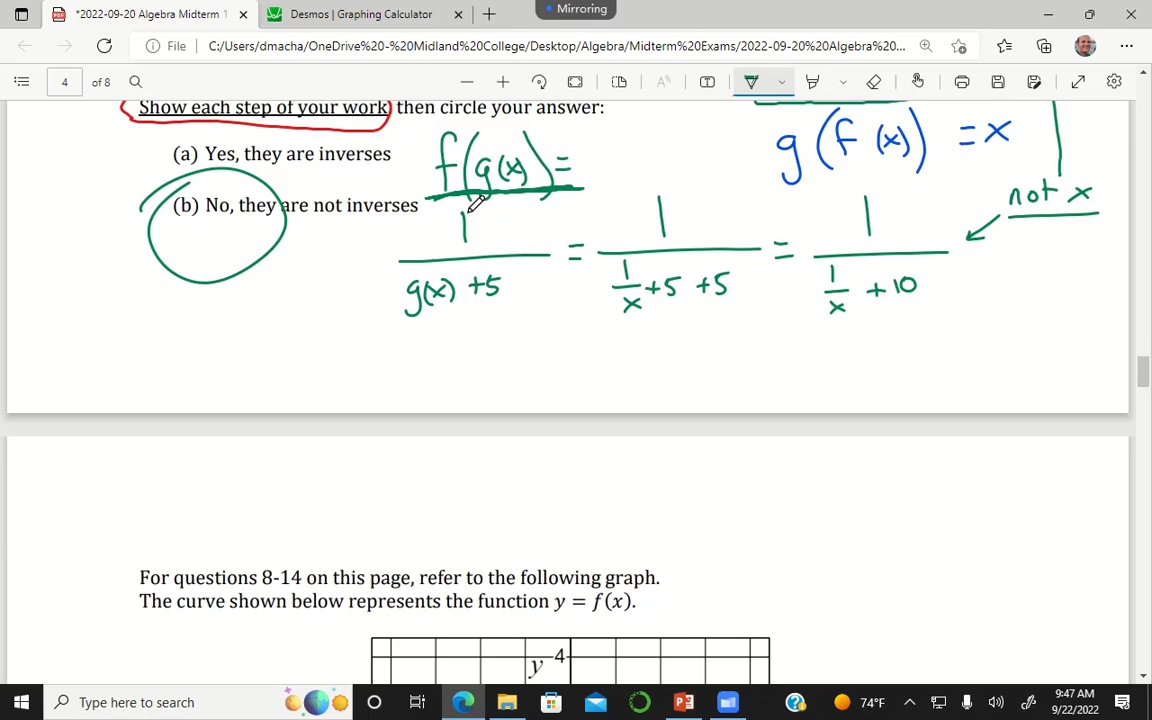 Mirroring
*2022-09-20 Algebra Midterm 1
Desmos | Graphing Calculator
File
C:/Users/dmacha/OneDrive%20-%20Midland%20College/Desktop/Algebra/Midterm%20Exams/2022-09-20%20Algebra%20...
4 of 8
Show each step of your work then circle your answer:
g(f(x)) = x
(a) Yes, they are inverses
f(g(x)) =
not x
(b) No, they are not inverses
1 = 1 = 1
g(x) +5 1/x +5 +5 1/x +10
For questions 8-14 on this page, refer to the following graph.
The curve shown below represents the function y = f(x).
y 4
Type here to search
74°F
9:47 AM
9/22/2022